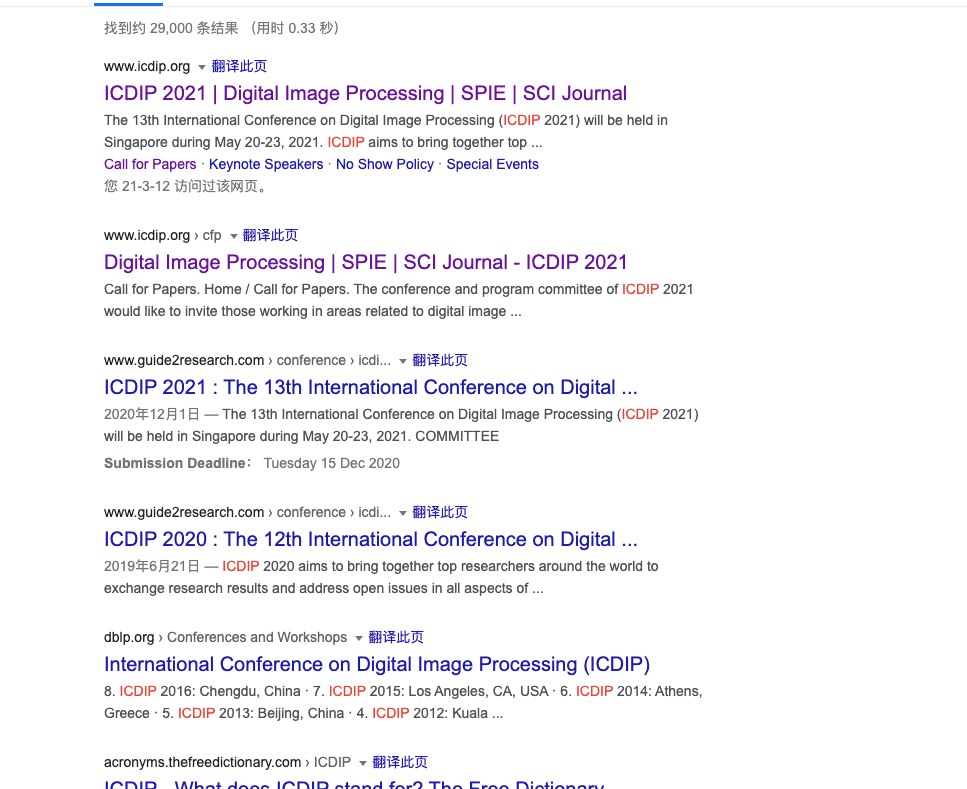 找到约 29,000 条结果 （用时 0.33 秒）
www.icdip.org 翻译此页
ICDIP 2021 | Digital Image Processing | SPIE | SCI Journal
The 13th International Conference on Digital Image Processing (ICDIP 2021) will be held in
Singapore during May 20-23, 2021. ICDIP aims to bring together top ...
Call for Papers · Keynote Speakers · No Show Policy · Special Events
您 21-3-12 访问过该网页。
www.icdip.org › cfp 翻译此页
Digital Image Processing | SPIE | SCI Journal - ICDIP 2021
Call for Papers. Home / Call for Papers. The conference and program committee of ICDIP 2021
would like to invite those working in areas related to digital image ...
www.guide2research.com › conference › icdi... 翻译此页
ICDIP 2021 : The 13th International Conference on Digital ...
2020年12月1日 — The 13th International Conference on Digital Image Processing (ICDIP 2021)
will be held in Singapore during May 20-23, 2021. COMMITTEE
Submission Deadline： Tuesday 15 Dec 2020
www.guide2research.com › conference › icdi... 翻译此页
ICDIP 2020 : The 12th International Conference on Digital ...
2019年6月21日 — ICDIP 2020 aims to bring together top researchers around the world to
exchange research results and address open issues in all aspects of ...
dblp.org › Conferences and Workshops 翻译此页
International Conference on Digital Image Processing (ICDIP)
8. ICDIP 2016: Chengdu, China · 7. ICDIP 2015: Los Angeles, CA, USA · 6. ICDIP 2014: Athens,
Greece · 5. ICDIP 2013: Beijing, China · 4. ICDIP 2012: Kuala ...
acronyms.thefreedictionary.com › ICDIP 翻译此页
ICDIP - What does ICDIP stand for? The Free Dictionary